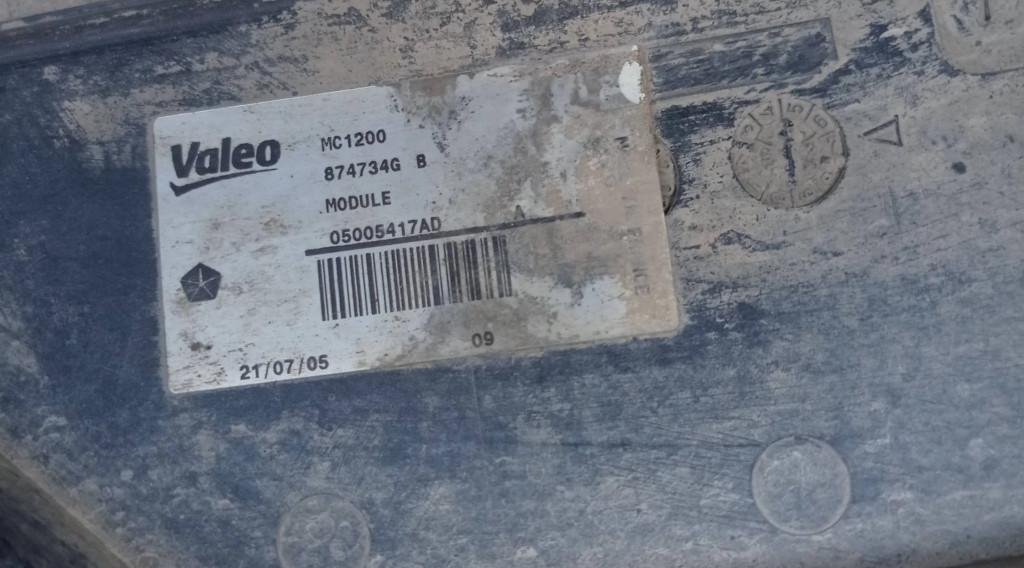 Valeo
MC1200
874734G B
MODULE
05005417AD
A
09
21/07/05